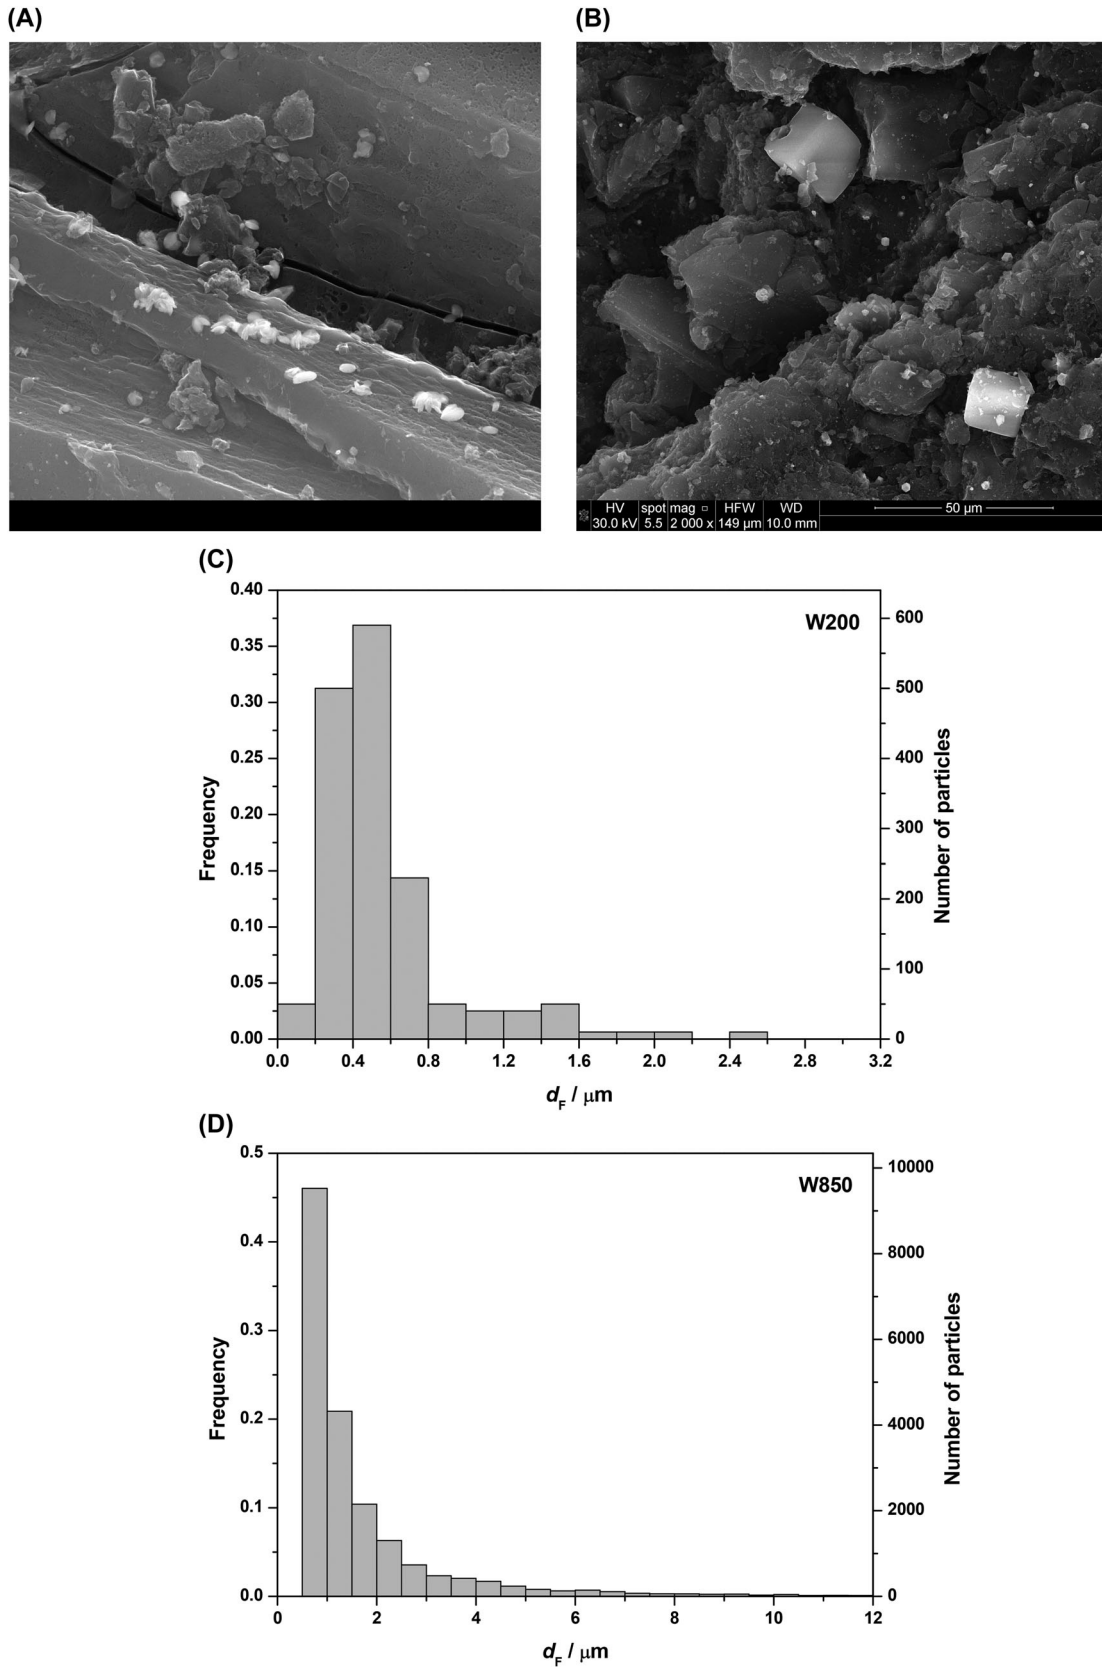 (A)
(B)
HV spot mag □ HFW WD
30.0 kV 5.5 2 000 x 149 µm 10.0 mm
50 µm
(C)
W200
Frequency
0.40
0.35
0.30
0.25
0.20
0.15
0.10
0.05
0.00
Number of particles
600
500
400
300
200
100
0
0.0 0.4 0.8 1.2 1.6 2.0 2.4 2.8 3.2
dF / µm
(D)
W850
Frequency
0.5
0.4
0.3
0.2
0.1
0.0
Number of particles
10000
8000
6000
4000
2000
0
0 2 4 6 8 10 12
dF / µm